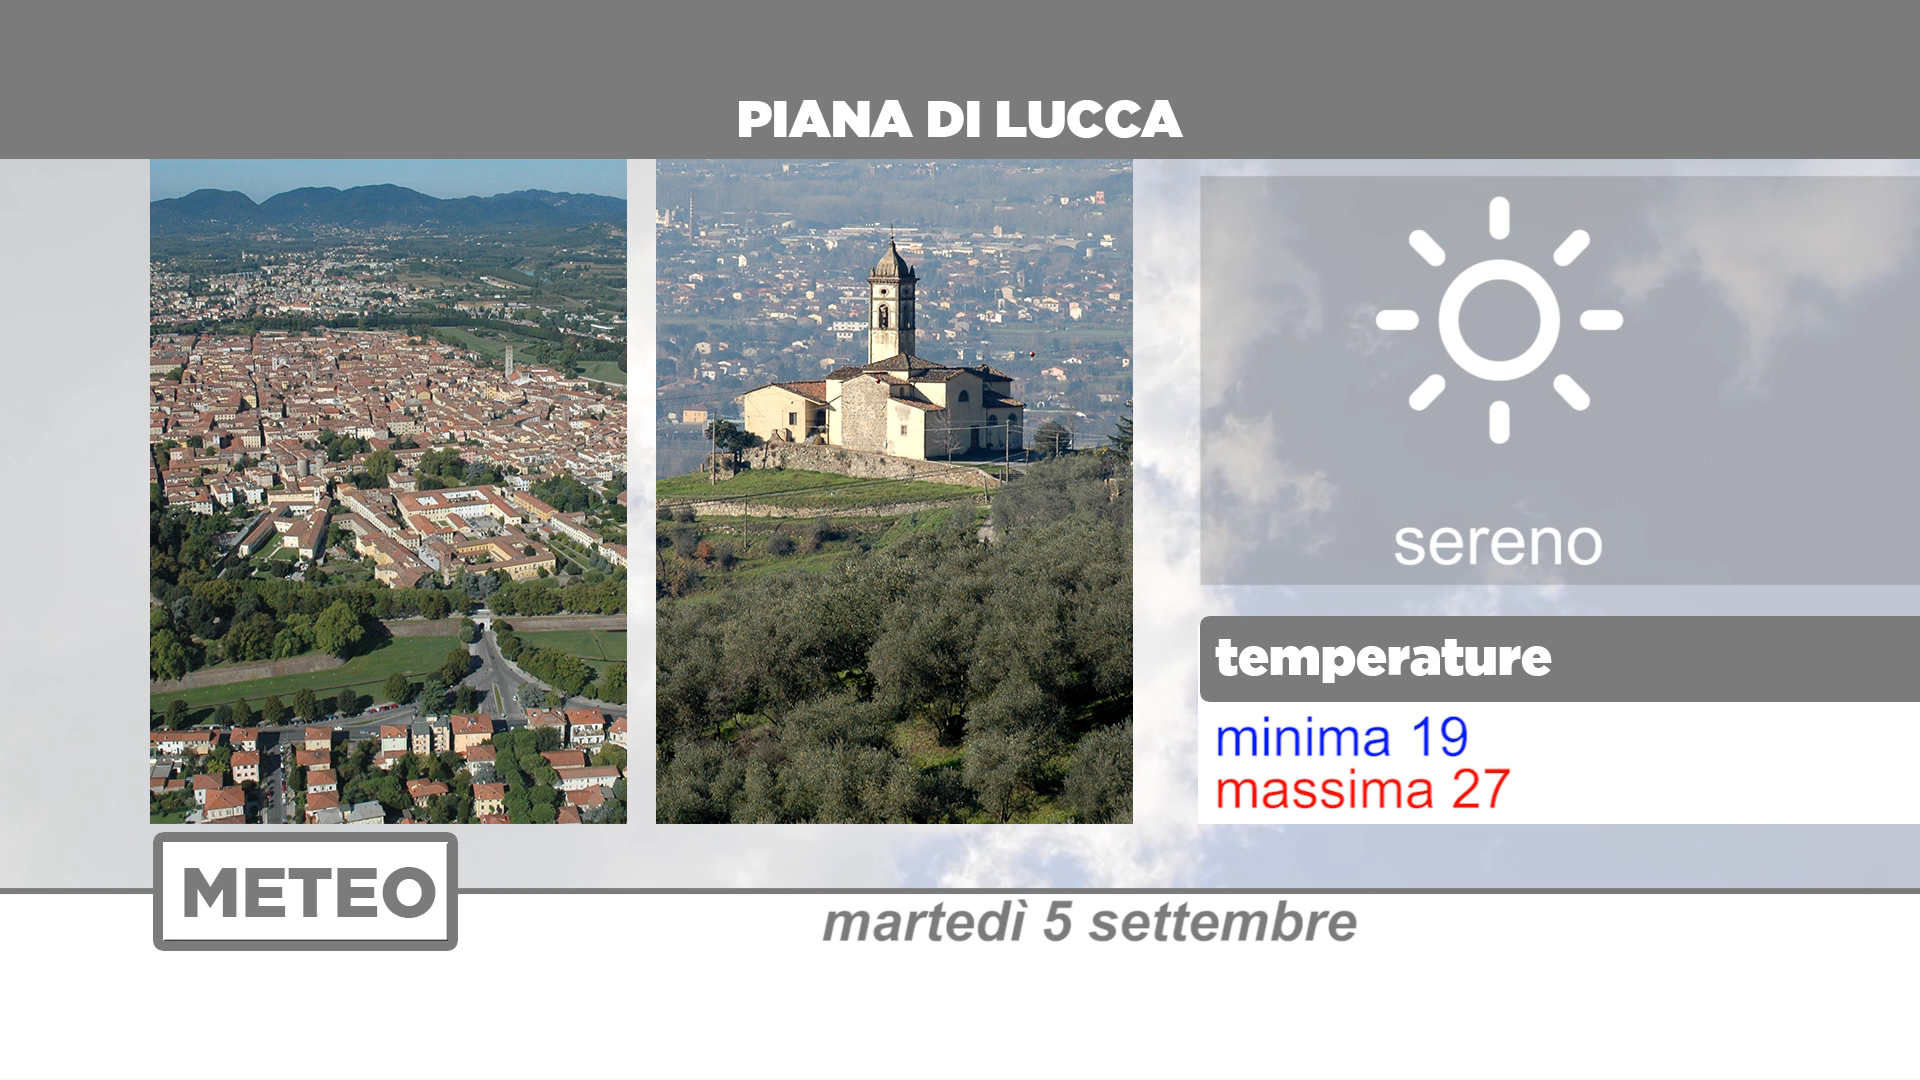 PIANA DI LUCCA
sereno
temperature
minima 19
massima 27
METEO
martedì 5 settembre